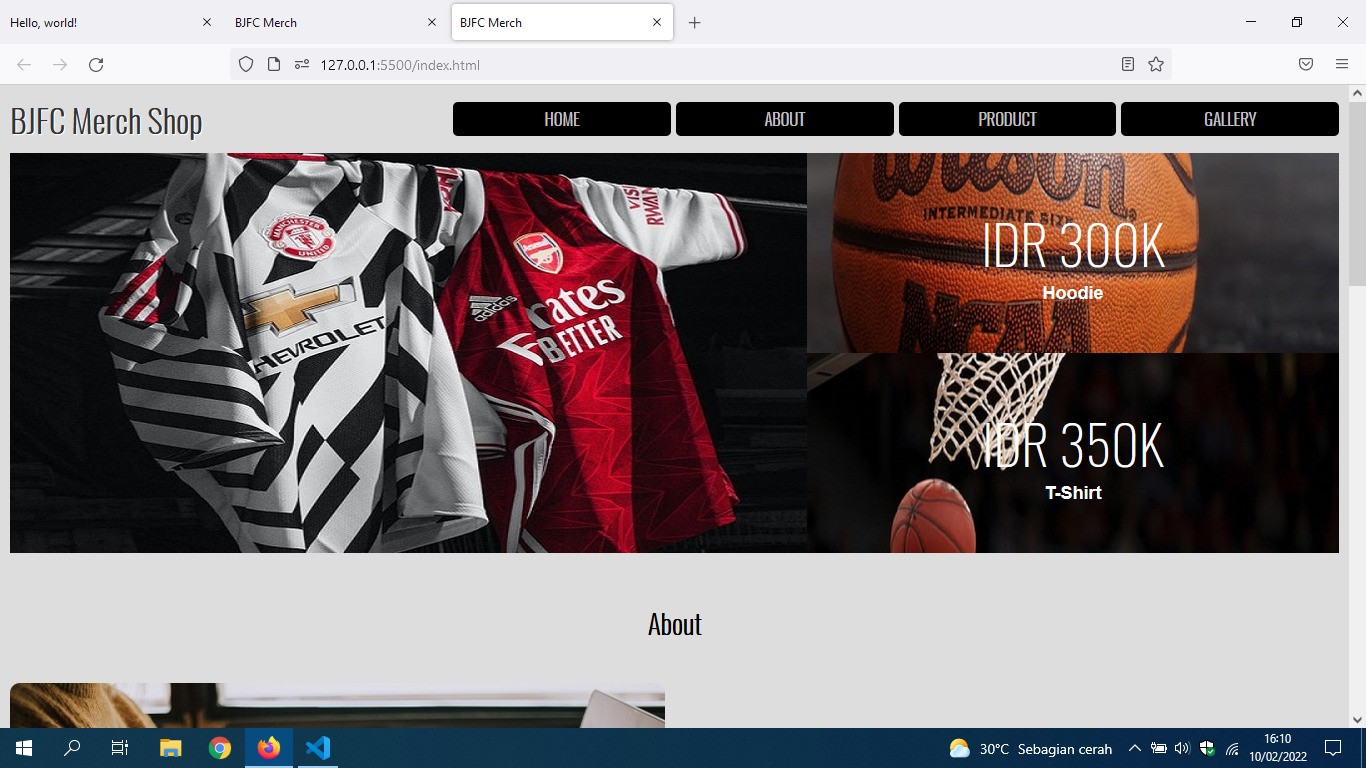 Hello, world!
BJFC Merch
BJFC Merch
127.0.0.1:5500/index.html
BJFC Merch Shop
HOME
ABOUT
PRODUCT
GALLERY
MANCHESTER
UNITED
CHEVROLET
adidas
Emirates
FLY BETTER
VISIT
RWANDA
Wilson
INTERMEDIATE SIZE
NCAA
IDR 300K
Hoodie
IDR 350K
T-Shirt
About
30°C Sebagian cerah
16:10
10/02/2022